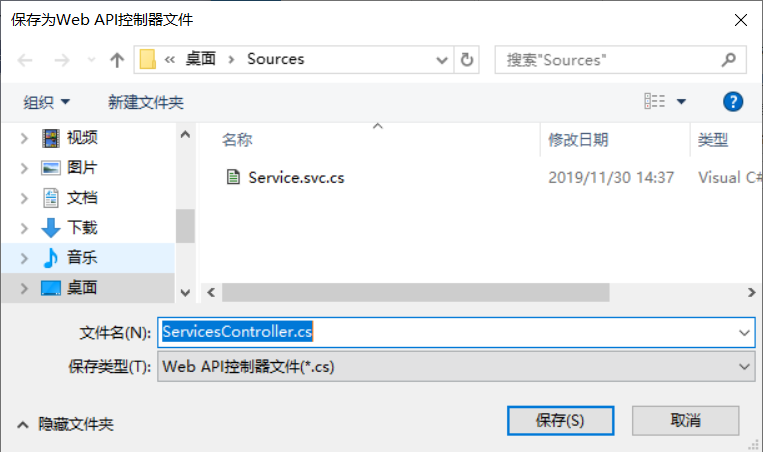 保存为Web API控制器文件
« 桌面 › Sources
搜索"Sources"
组织
新建文件夹
?
视频
图片
文档
下载
音乐
桌面
名称
修改日期
类型
Service.svc.cs
2019/11/30 14:37
Visual C#
文件名(N):
ServicesController.cs
保存类型(T):
Web API控制器文件(*.cs)
隐藏文件夹
保存(S)
取消